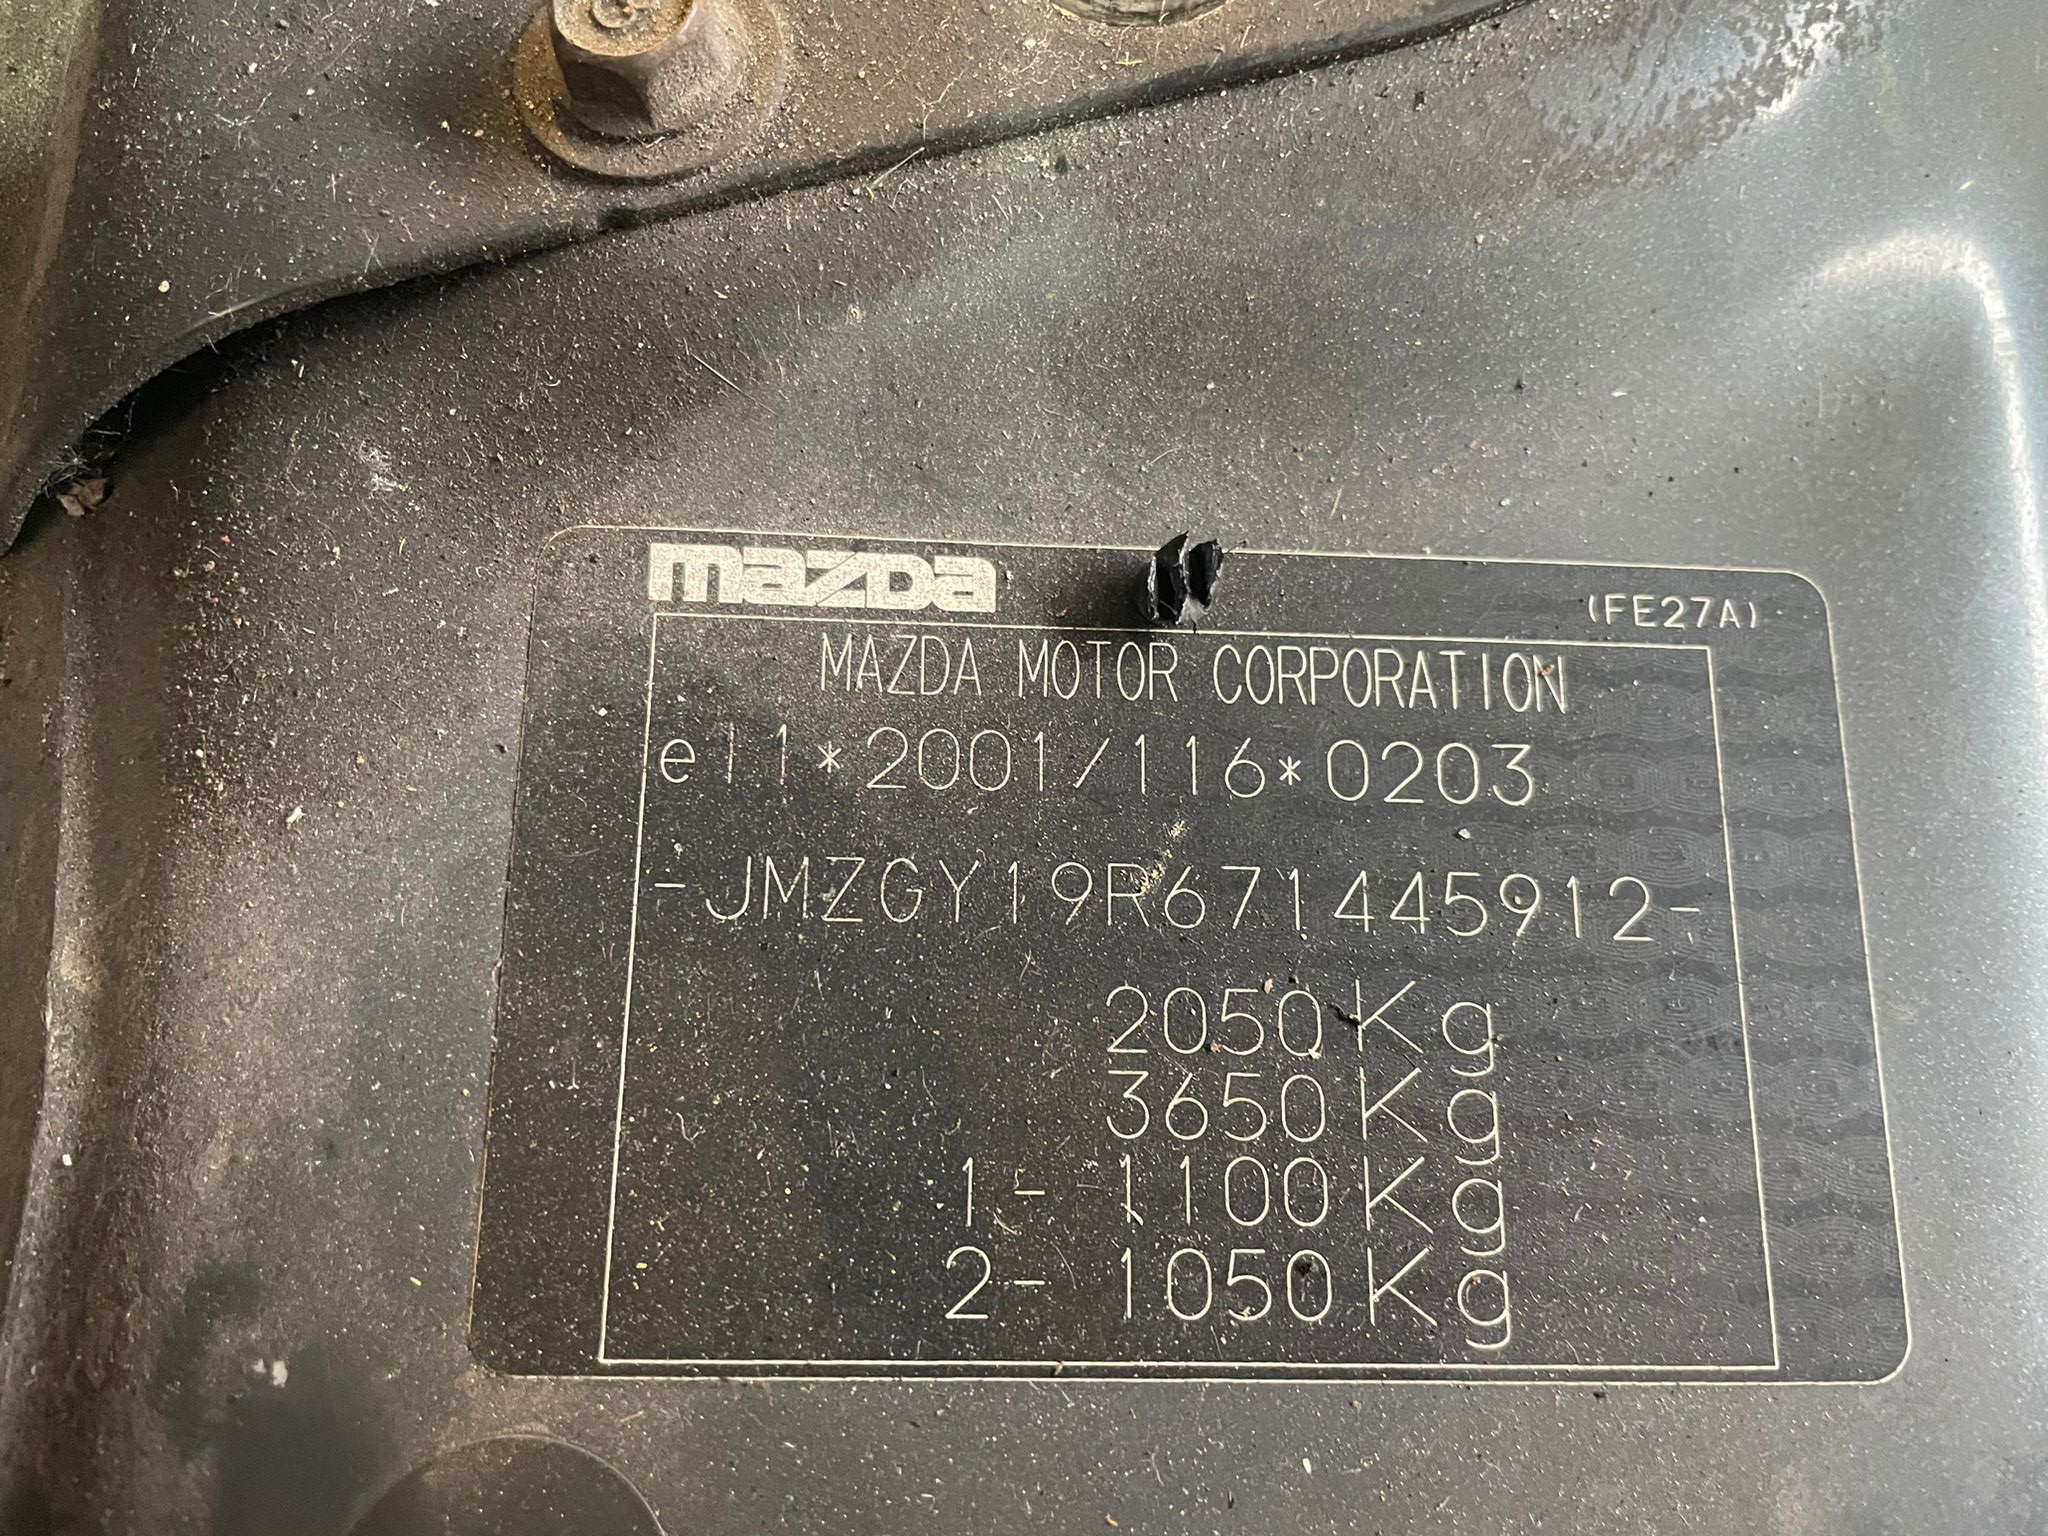 mazda
(FE27A)
MAZDA MOTOR CORPORATION
e11*2001/116*0203
-JMZGY19R671445912-
2050Kg
3650Kg
1- 1100Kg
2- 1050Kg